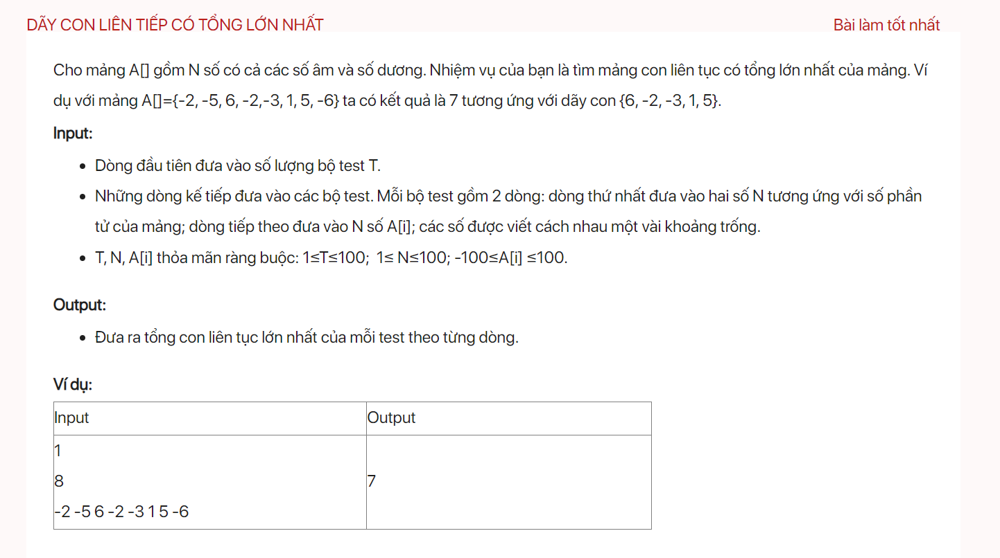 DÃY CON LIÊN TIẾP CÓ TỔNG LỚN NHẤT
Bài làm tốt nhất
Cho mảng A[] gồm N số có cả các số âm và số dương. Nhiệm vụ của bạn là tìm mảng con liên tục có tổng lớn nhất của mảng. Ví
dụ với mảng A[]={-2, -5, 6, -2,-3, 1, 5, -6} ta có kết quả là 7 tương ứng với dãy con {6, -2, -3, 1, 5}.
Input:
• Dòng đầu tiên đưa vào số lượng bộ test T.
• Những dòng kế tiếp đưa vào các bộ test. Mỗi bộ test gồm 2 dòng: dòng thứ nhất đưa vào hai số N tương ứng với số phần
tử của mảng; dòng tiếp theo đưa vào N số A[i]; các số được viết cách nhau một vài khoảng trống.
• T, N, A[i] thỏa mãn ràng buộc: 1≤T≤100; 1≤ N≤100; -100≤A[i] ≤100.
Output:
• Đưa ra tổng con liên tục lớn nhất của mỗi test theo từng dòng.
Ví dụ:
Input
Output
1
8
-2 -5 6 -2 -3 1 5 -6
7